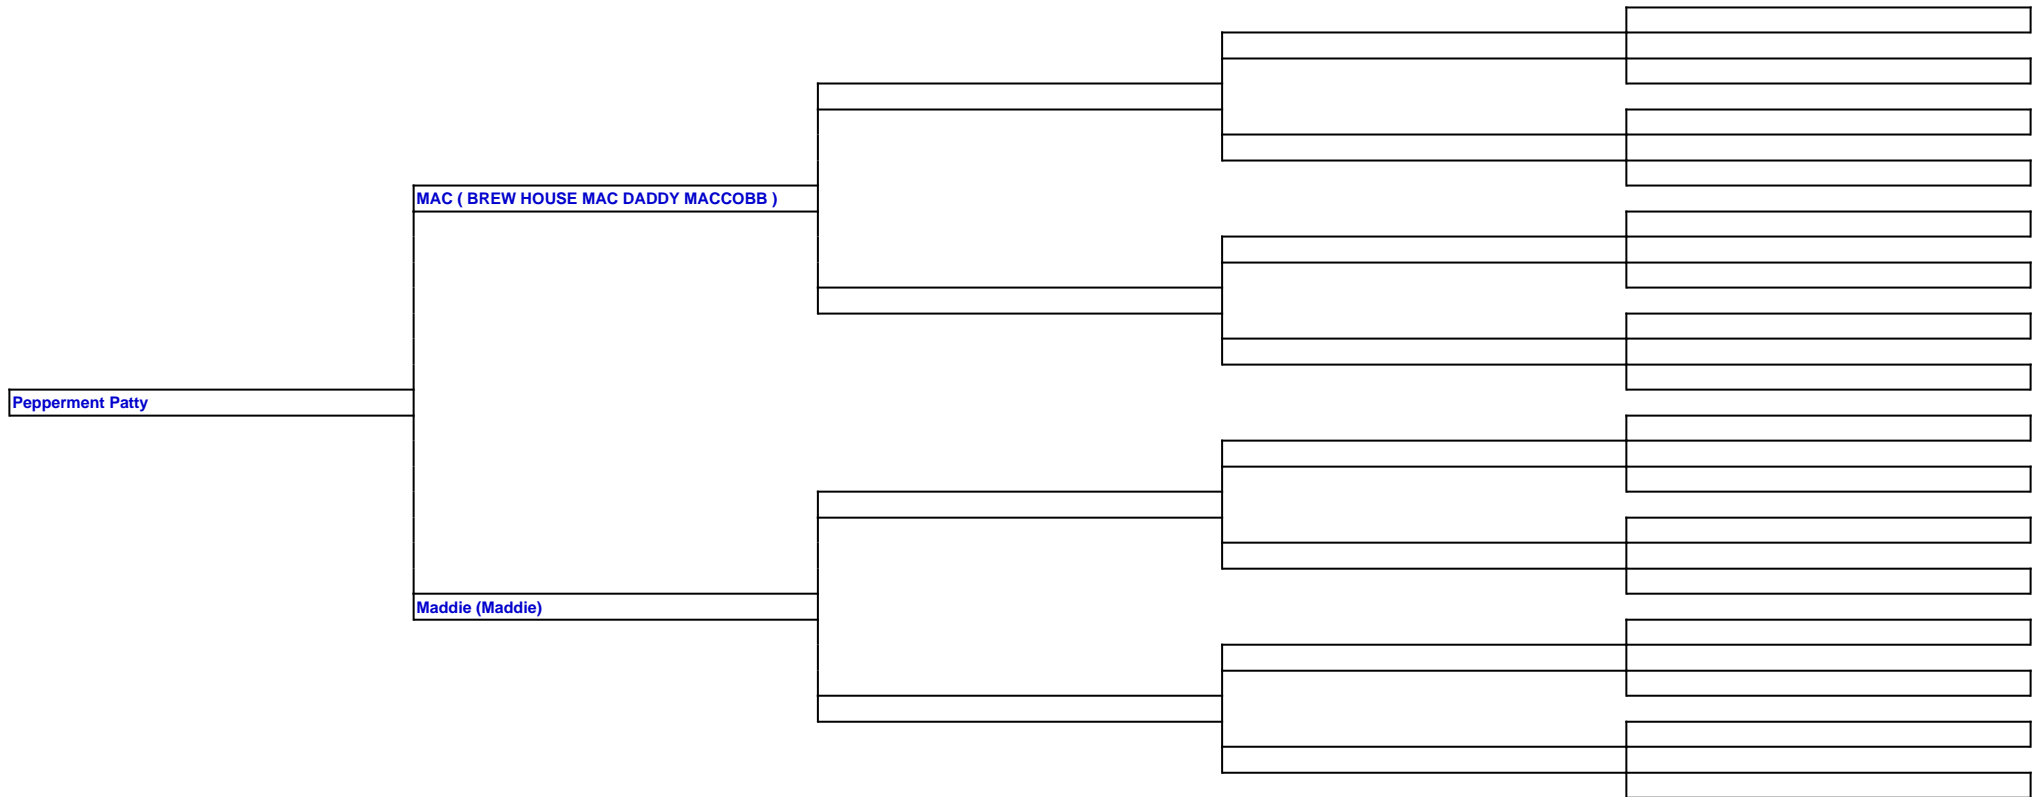 MAC ( BREW HOUSE MAC DADDY MACCOBB )
Pepperment Patty
Maddie (Maddie)